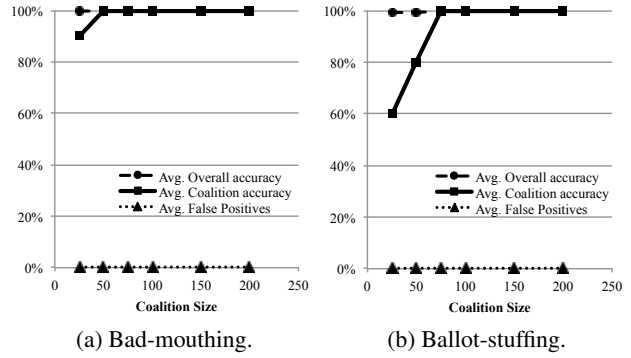 100%
80%
60%
40%
20%
0%
Avg. Overall accuracy
Avg. Coalition accuracy
Avg. False Positives
0 50 100 150 200 250
Coalition Size
(a) Bad-mouthing.
100%
80%
60%
40%
20%
0%
Avg. Overall accuracy
Avg. Coalition accuracy
Avg. False Positives
0 50 100 150 200 250
Coalition Size
(b) Ballot-stuffing.